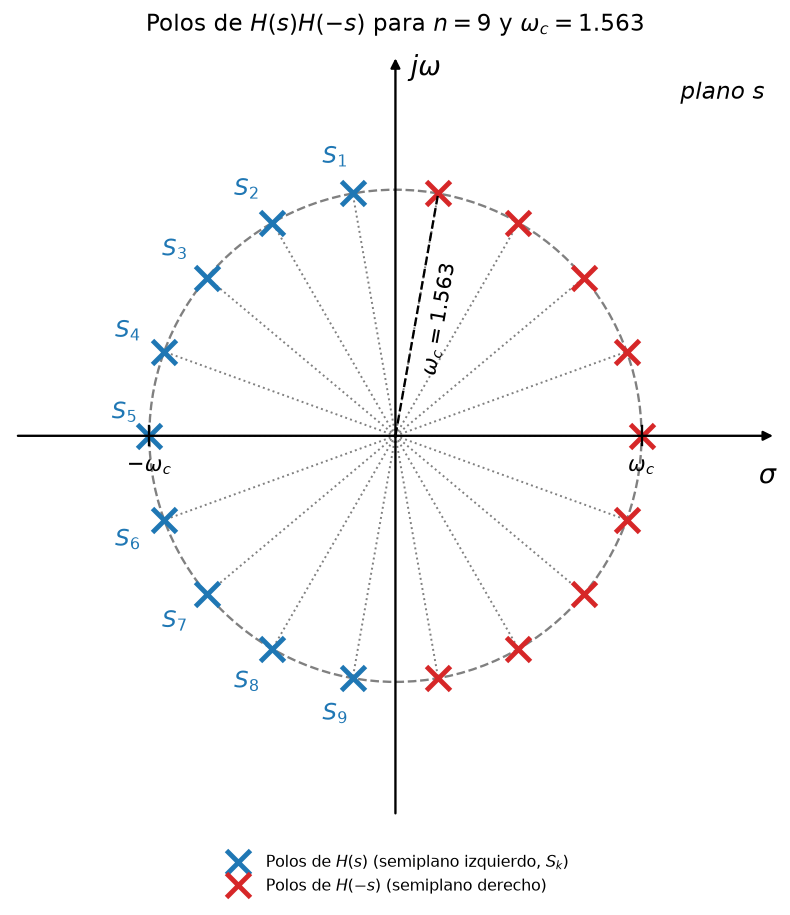 Polos de H(s)H(−s) para n = 9 y ω_c = 1.563
jω
plano s
S_1
S_2
S_3
S_4
S_5
S_6
S_7
S_8
S_9
ω_c = 1.563
−ω_c
ω_c
σ
Polos de H(s) (semiplano izquierdo, S_k)
Polos de H(−s) (semiplano derecho)